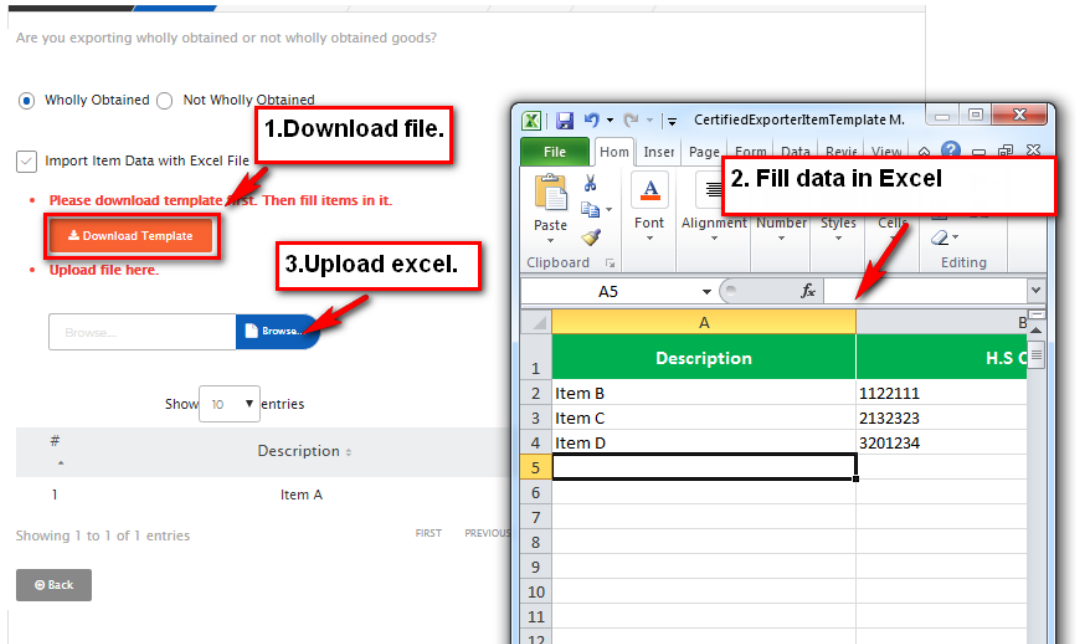 Are you exporting wholly obtained or not wholly obtained goods?
Wholly Obtained
Not Wholly Obtained
1.Download file.
Import Item Data with Excel File
Please download template first. Then fill items in it.
Download Template
Upload file here.
3.Upload excel.
Browse...
Browse...
Show 10 entries
# Description
1 Item A
Showing 1 to 1 of 1 entries
FIRST PREVIOUS
Back
CertifiedExporterItemTemplate M.
File Hom Inser Page Form Data Revie View
2. Fill data in Excel
Paste Font Alignment Number Styles Cells
Clipboard Editing
A5 fx
A B
1 Description H.S C
2 Item B 1122111
3 Item C 2132323
4 Item D 3201234
5
6
7
8
9
10
11
12